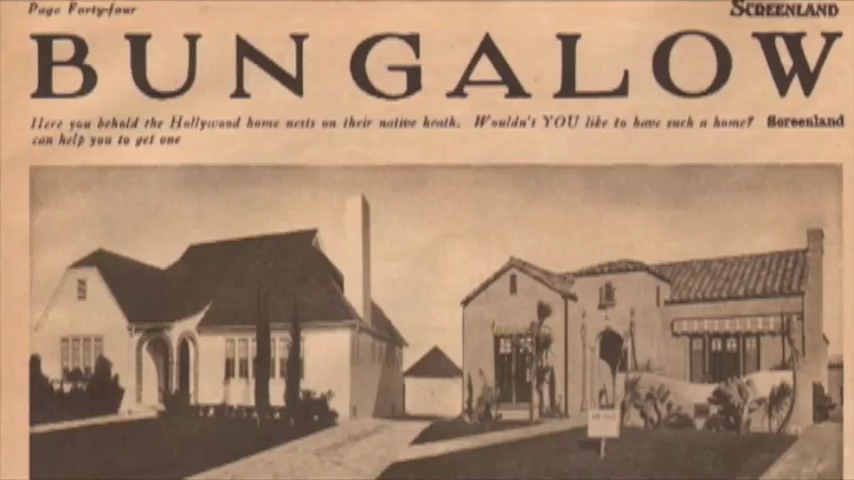 Page Forty-four
SCREENLAND
BUNGALOW
Here you behold the Hollywood home nests on their native heath. Wouldn't YOU like to have such a home? Screenland
can help you to get one